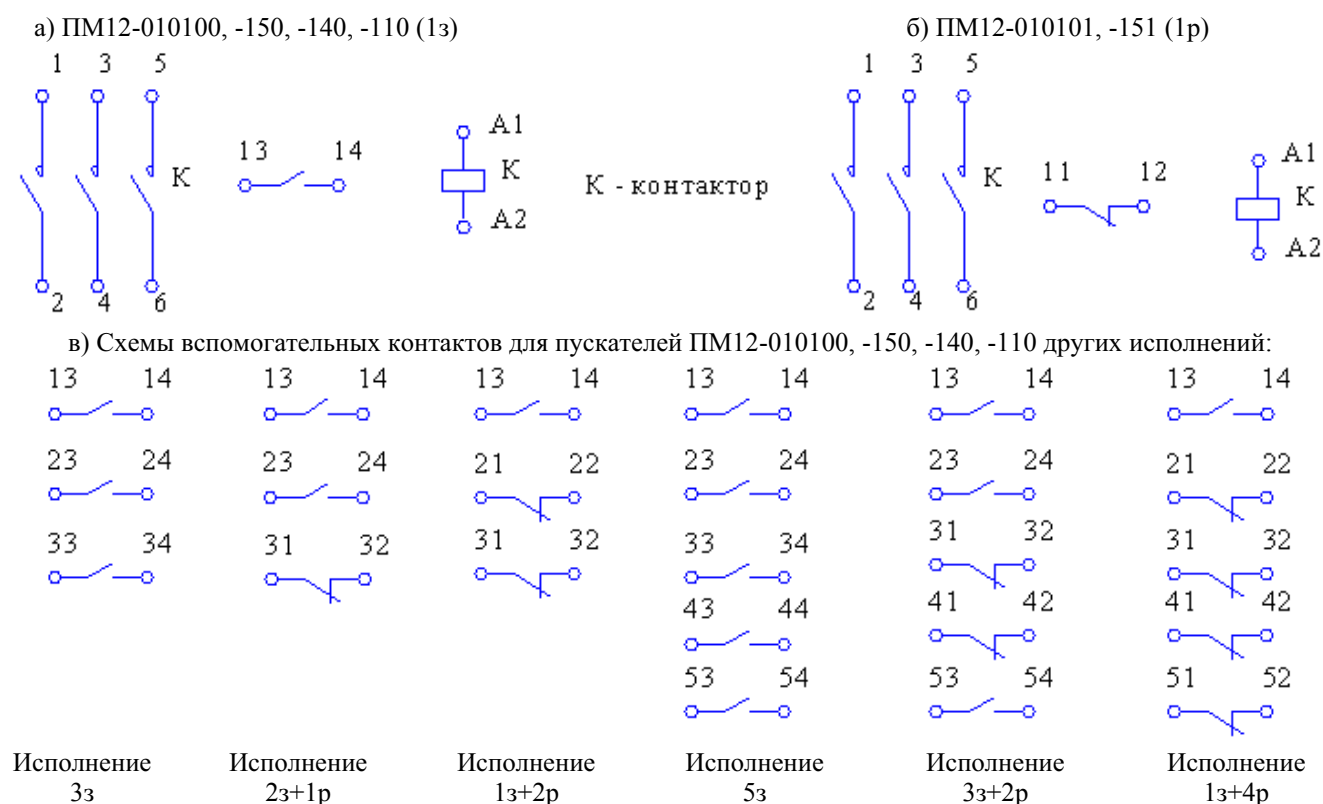 а) ПМ12-010100, -150, -140, -110 (1з)
б) ПМ12-010101, -151 (1р)
1 3 5
1 3 5
A1
13 14
K
K
K - контактор
A2
2 4 6
A1
11 12
K
K
A2
2 4 6
в) Схемы вспомогательных контактов для пускателей ПМ12-010100, -150, -140, -110 других исполнений:
13 14 13 14 13 14 13 14 13 14 13 14
23 24 23 24 21 22 23 24 23 24 21 22
33 34 31 32 31 32 33 34 31 32 31 32
43 44 41 42 41 42
53 54 53 54 51 52
Исполнение Исполнение Исполнение Исполнение Исполнение Исполнение
3з 2з+1р 1з+2р 5з 3з+2р 1з+4р